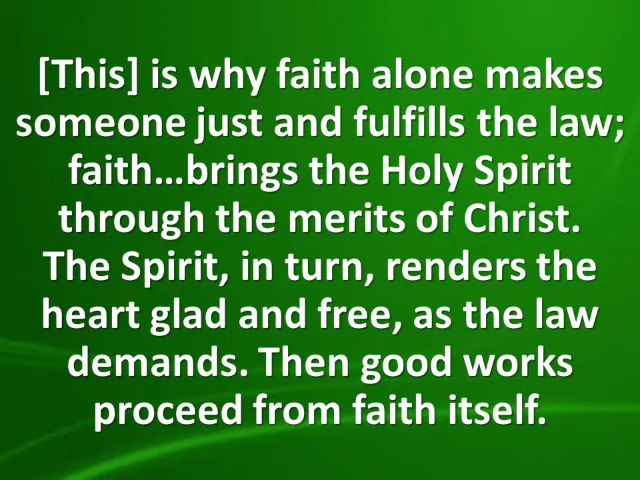 [This] is why faith alone makes
someone just and fulfills the law;
faith...brings the Holy Spirit
through the merits of Christ.
The Spirit, in turn, renders the
heart glad and free, as the law
demands. Then good works
proceed from faith itself.